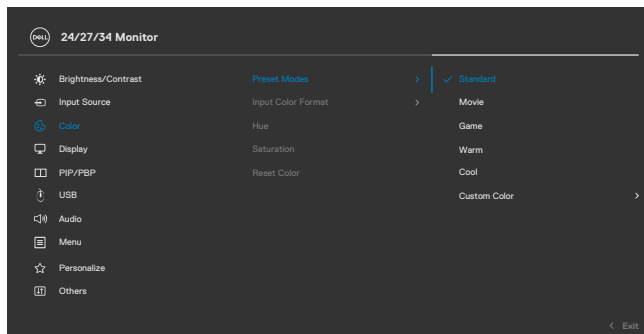 DELL
24/27/34 Monitor
Brightness/Contrast
Input Source
Color
Display
PIP/PBP
USB
Audio
Menu
Personalize
Others
Preset Modes
Input Color Format
Hue
Saturation
Reset Color
Standard
Movie
Game
Warm
Cool
Custom Color
Exit